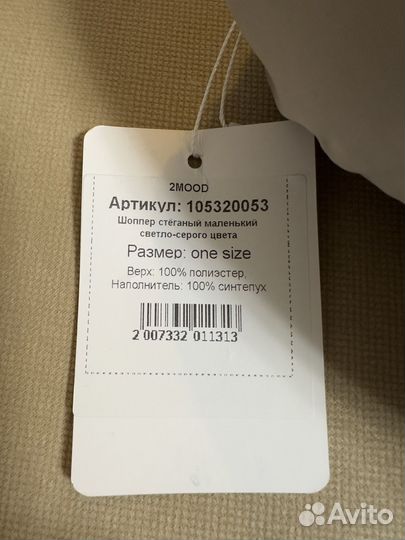 2MOOD
Артикул: 105320053
Шоппер стёганый маленький
светло-серого цвета
Размер: one size
Верх: 100% полиэстер,
Наполнитель: 100% синтепух
2 007332 011313
Avito